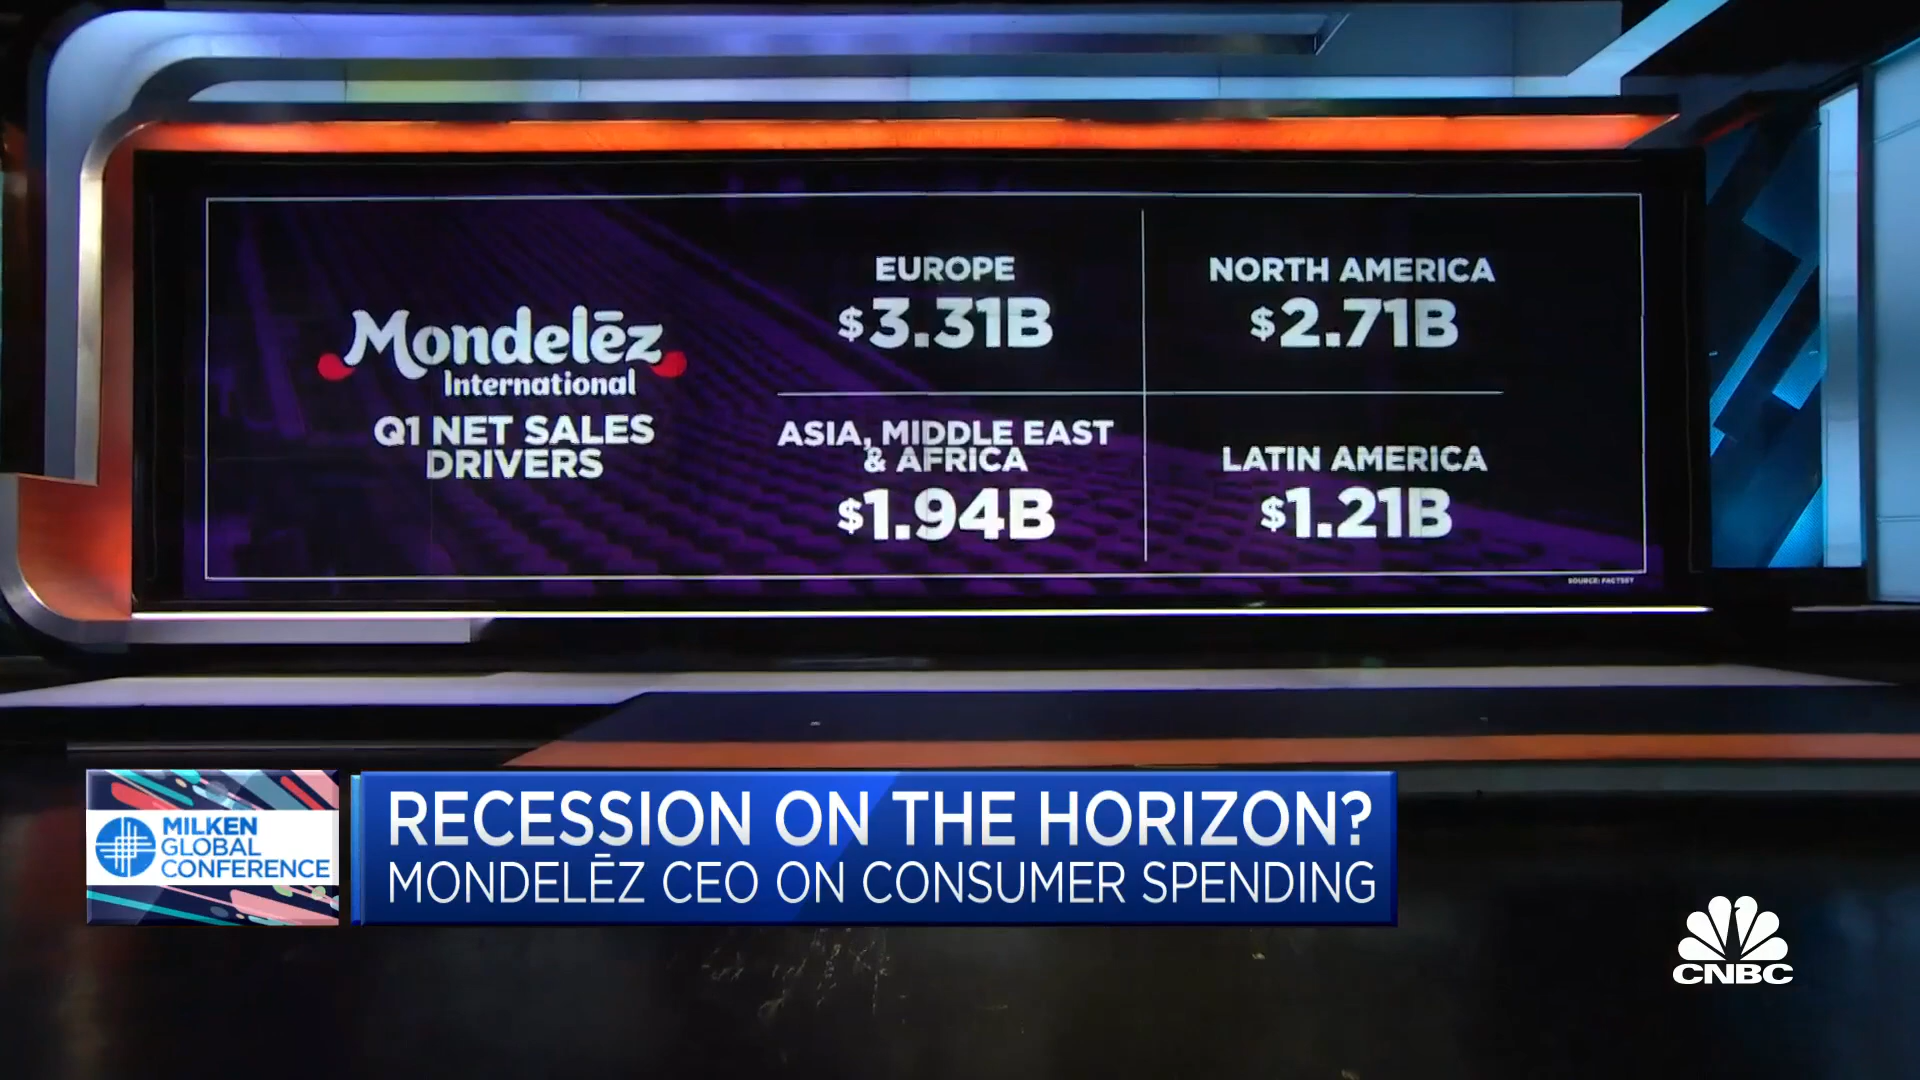 Mondelēz
International
Q1 NET SALES
DRIVERS
EUROPE
$3.31B
NORTH AMERICA
$2.71B
ASIA, MIDDLE EAST
& AFRICA
$1.94B
LATIN AMERICA
$1.21B
SOURCE: FACTSET
MILKEN
GLOBAL
CONFERENCE
RECESSION ON THE HORIZON?
MONDELĒZ CEO ON CONSUMER SPENDING
CNBC